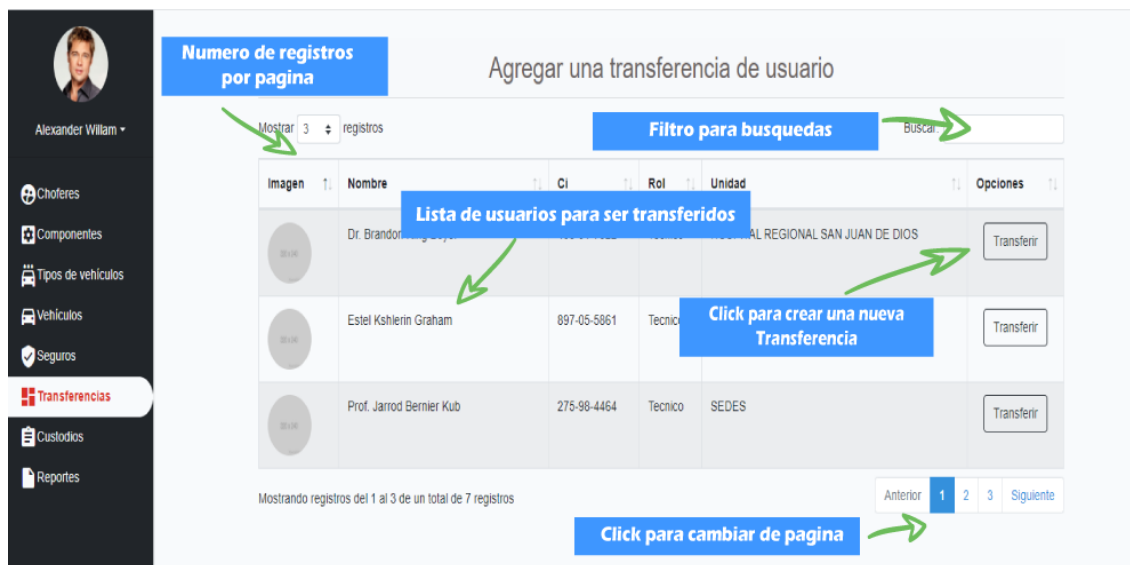 Numero de registros
por pagina
Agregar una transferencia de usuario
Alexander Willam
Mostrar 3 registros
Filtro para busquedas
Buscar:
Imagen Nombre Ci Rol Unidad Opciones
Lista de usuarios para ser transferidos
Dr. Brandon REGIONAL SAN JUAN DE DIOS Transferir
Choferes
Componentes
Tipos de vehículos
Vehículos
Seguros
Transferencias
Custodios
Reportes
Estel Kshlerin Graham 897-05-5861 Transferir
Click para crear una nueva
Transferencia
Prof. Jarrod Bernier Kub 275-98-4464 Tecnico SEDES Transferir
Mostrando registros del 1 al 3 de un total de 7 registros
Anterior 1 2 3 Siguiente
Click para cambiar de pagina